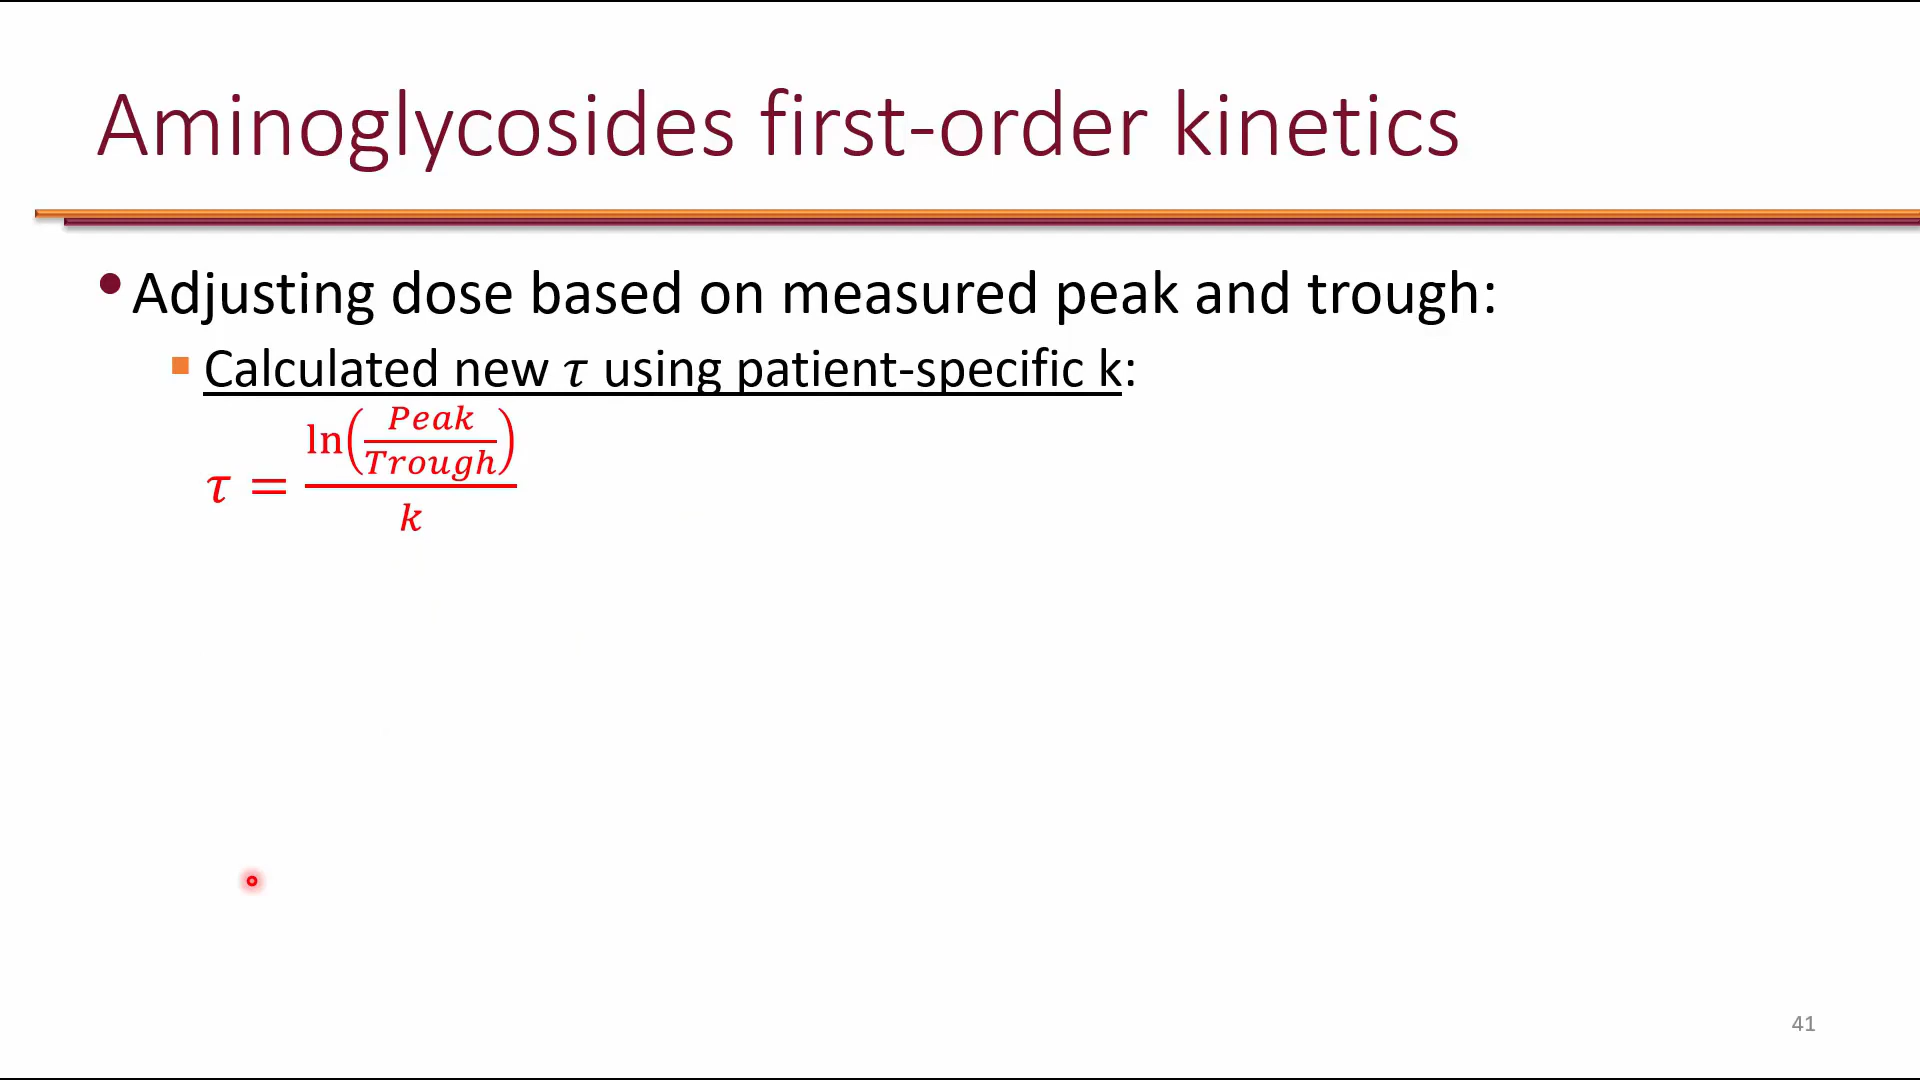 Aminoglycosides first-order kinetics
• Adjusting dose based on measured peak and trough:
▪ Calculated new τ using patient-specific k:
τ = ln(Peak/Trough)/k
41